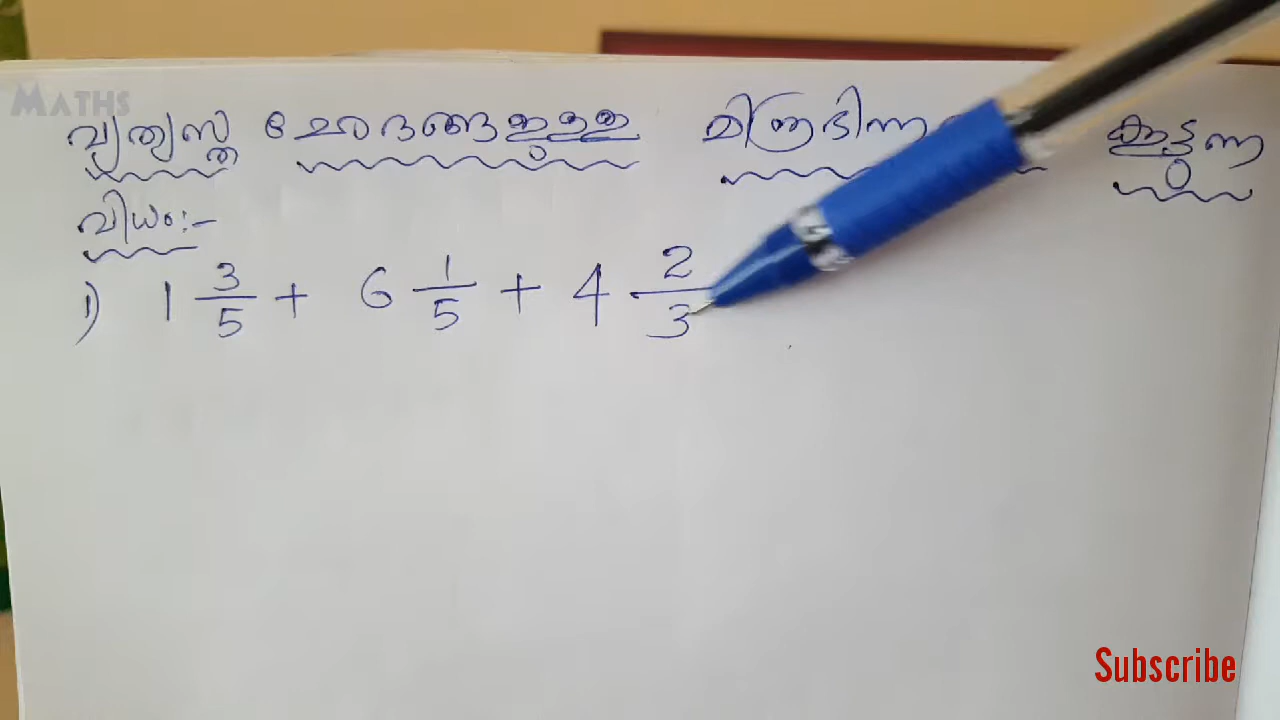 MATHS
വ്യത്യസ്ത ഛേദങ്ങളുള്ള കൂട്ടുന്ന
വിധം:-
1) 1 3/5 + 6 1/5 + 4 2/3
Subscribe